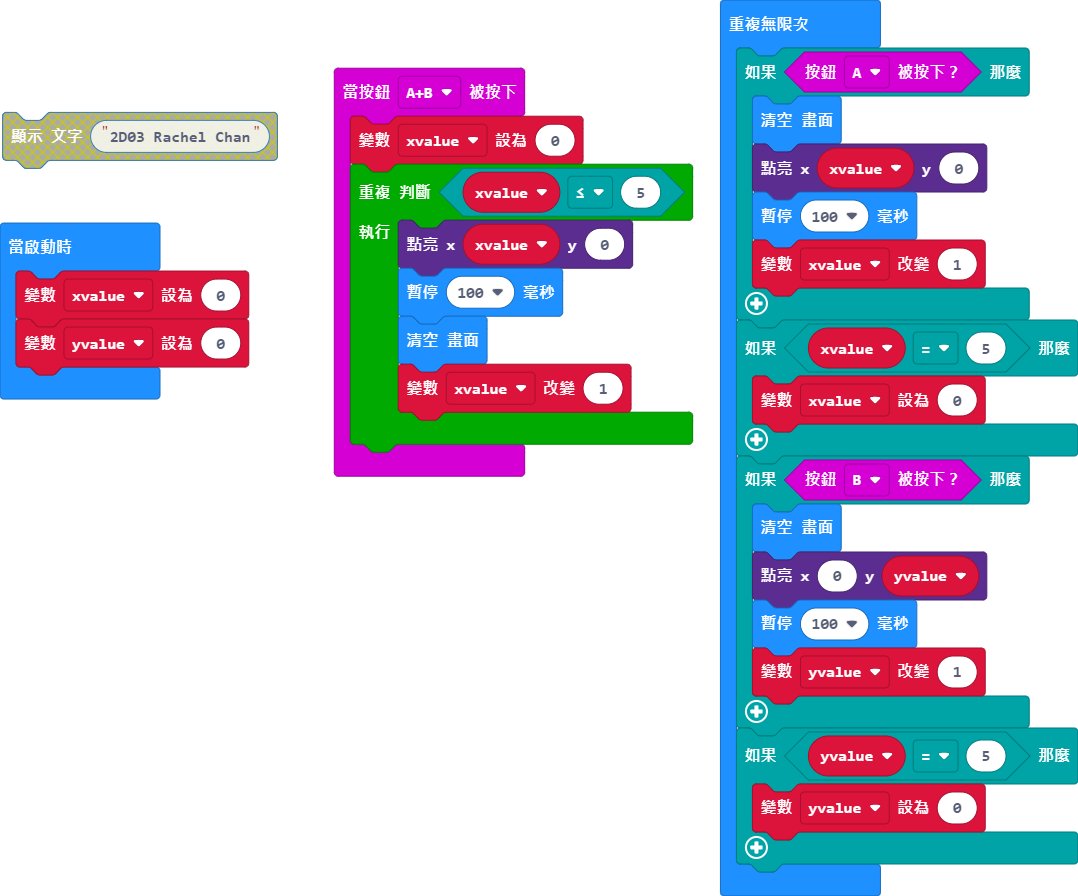 顯示 文字 "2D03 Rachel Chan"
當啟動時
變數 xvalue 設為 0
變數 yvalue 設為 0
當按鈕 A+B 被按下
變數 xvalue 設為 0
重複 判斷 xvalue ≤ 5
執行 點亮 x xvalue y 0
暫停 100 毫秒
清空 畫面
變數 xvalue 改變 1
重複無限次
如果 按鈕 A 被按下？ 那麼
清空 畫面
點亮 x xvalue y 0
暫停 100 毫秒
變數 xvalue 改變 1
如果 xvalue = 5 那麼
變數 xvalue 設為 0
如果 按鈕 B 被按下？ 那麼
清空 畫面
點亮 x 0 y yvalue
暫停 100 毫秒
變數 yvalue 改變 1
如果 yvalue = 5 那麼
變數 yvalue 設為 0